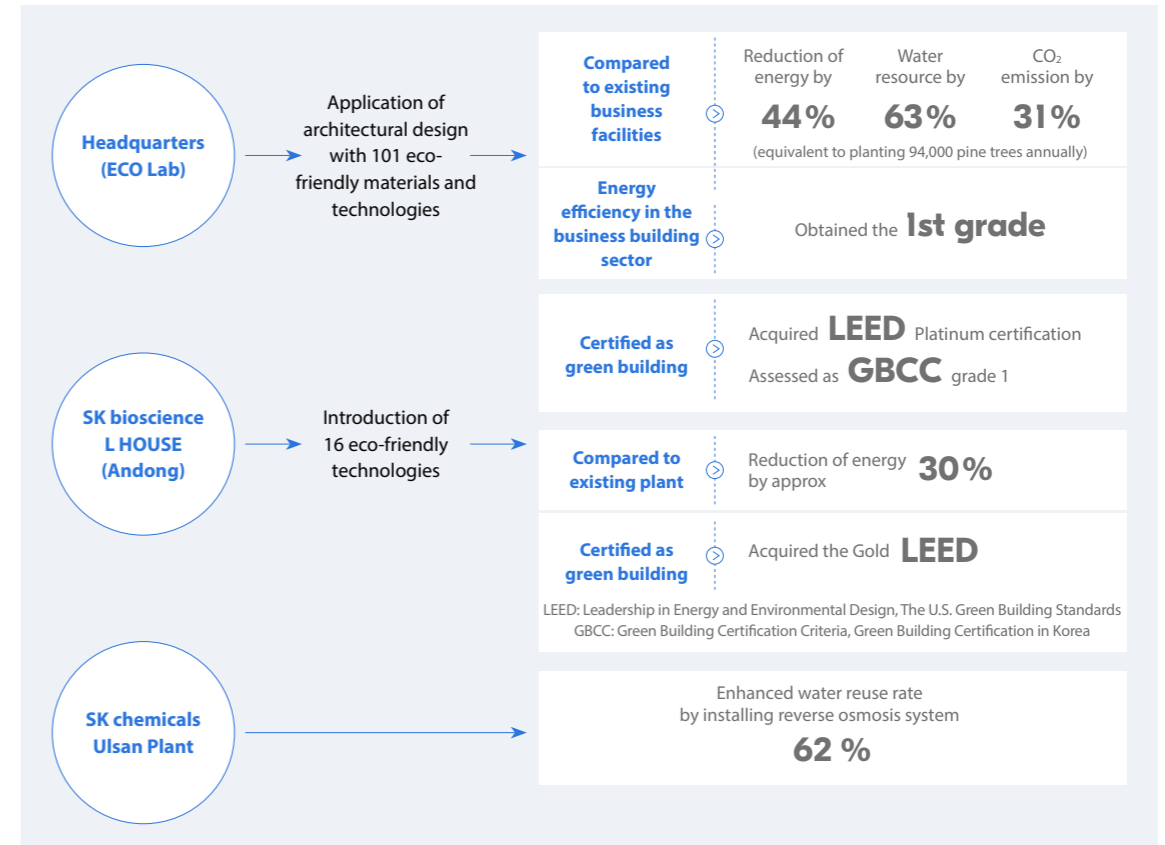 Headquarters
(ECO Lab)
Application of
architectural design
with 101 eco-
friendly materials and
technologies
Compared
to existing
business
facilities
Reduction of
energy by
44%
Water
resource by
63%
CO₂
emission by
31%
(equivalent to planting 94,000 pine trees annually)
Energy
efficiency in the
business building
sector
Obtained the 1st grade
Certified as
green building
Acquired LEED Platinum certification
Assessed as GBCC grade 1
SK bioscience
L HOUSE
(Andong)
Introduction of
16 eco-friendly
technologies
Compared to
existing plant
Reduction of energy
by approx
30%
Certified as
green building
Acquired the Gold LEED
LEED: Leadership in Energy and Environmental Design, The U.S. Green Building Standards
GBCC: Green Building Certification Criteria, Green Building Certification in Korea
SK chemicals
Ulsan Plant
Enhanced water reuse rate
by installing reverse osmosis system
62 %